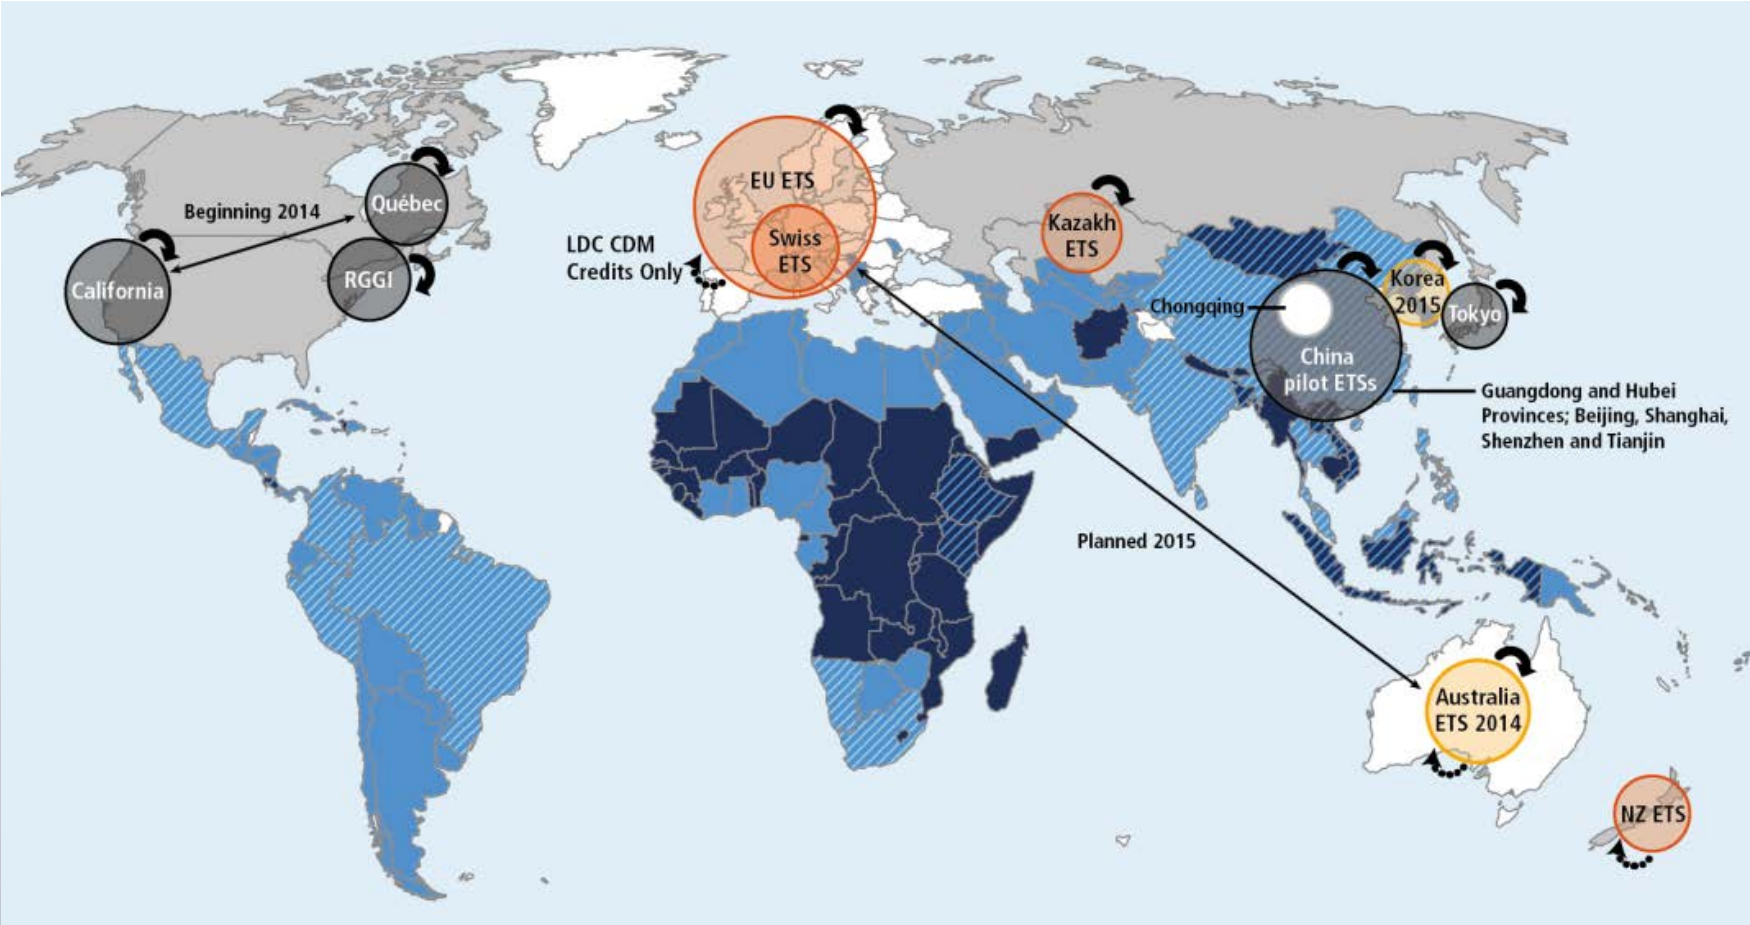 EU ETS
Québec
Beginning 2014
Kazakh
ETS
Swiss
ETS
LDC CDM
Credits Only
RGGI
California
Korea
2015
Chongqing
Tokyo
China
pilot ETSs
Guangdong and Hubei
Provinces; Beijing, Shanghai,
Shenzhen and Tianjin
Planned 2015
Australia
ETS 2014
NZ ETS